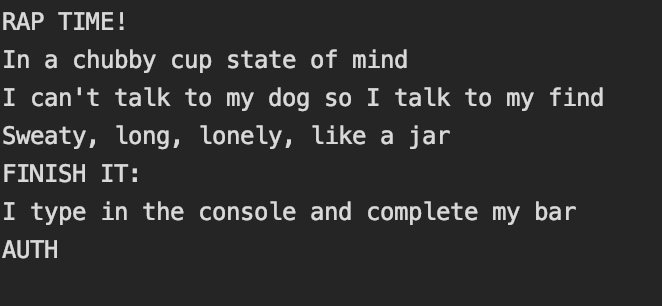 RAP TIME!
In a chubby cup state of mind
I can't talk to my dog so I talk to my find
Sweaty, long, lonely, like a jar
FINISH IT:
I type in the console and complete my bar
AUTH